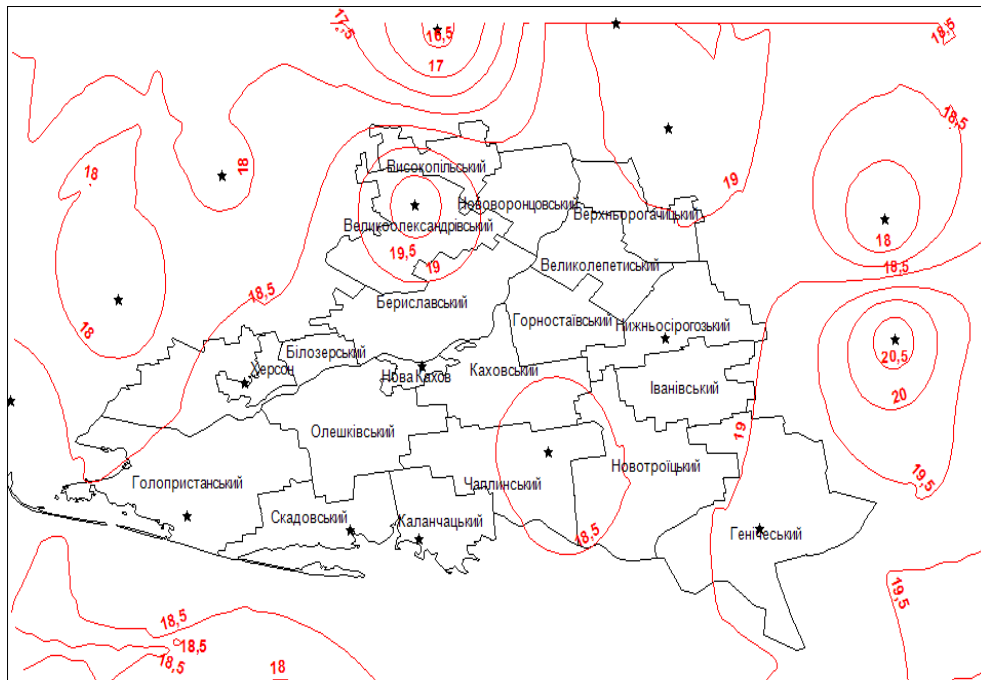 17,5
16,5
18,5
17
18,5
18
18
Високопільський
19
Нововоронцовський
Верхньорогачицький
Великоолександрівський
18
19,5
19
Великолепетиський
18,5
18,5
Бериславський
Горностаївський
Нижньосірогозький
18
Білозерський
20,5
Херсон
Нова Кахов
Каховський
Іванівський
20
Олешківський
19
Новотроїцький
19,5
Голопристанський
Чаплинський
Скадовський
Каланчацький
18,5
Генічеський
19,5
18,5
18,5
18,5
18